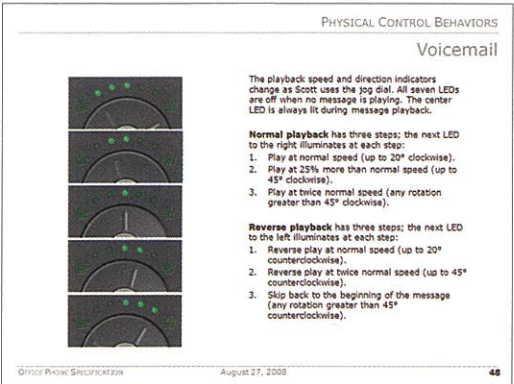 PHYSICAL CONTROL BEHAVIORS
Voicemail
The playback speed and direction indicators
change as Scott uses the jog dial. All seven LEDs
are off when no message is playing. The center
LED is always lit during message playback.
Normal playback has three steps; the next LED
to the right illuminates at each step:
1. Play at normal speed (up to 20° clockwise).
2. Play at 25% more than normal speed (up to
45° clockwise).
3. Play at twice normal speed (any rotation
greater than 45° clockwise).
Reverse playback has three steps; the next LED
to the left illuminates at each step:
1. Reverse play at normal speed (up to 20°
counterclockwise).
2. Reverse play at twice normal speed (up to 45°
counterclockwise).
3. Skip back to the beginning of the message
(any rotation greater than 45°
counterclockwise).
OFFICE PHONE SPECIFICATION August 27, 2008 48